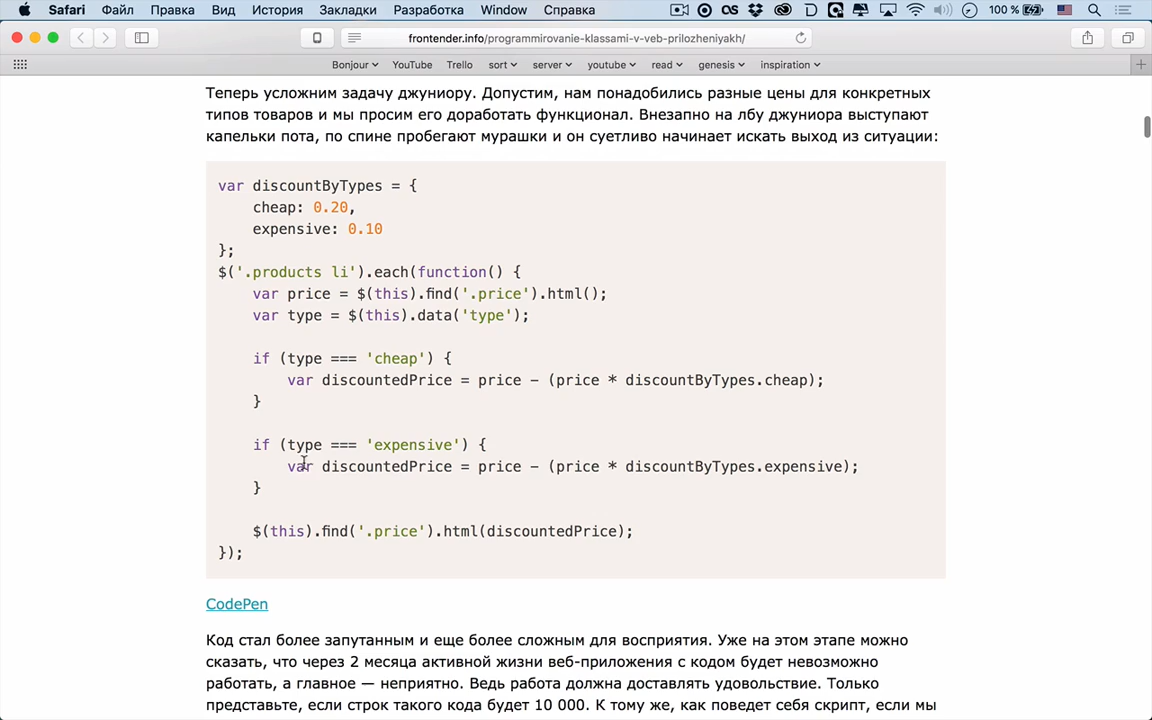 Safari Файл Правка Вид История Закладки Разработка Window Справка 100 %
frontender.info/programmirovanie-klassami-v-veb-prilozheniyakh/
Bonjour YouTube Trello sort server youtube read genesis inspiration
Теперь усложним задачу джуниору. Допустим, нам понадобились разные цены для конкретных
типов товаров и мы просим его доработать функционал. Внезапно на лбу джуниора выступают
капельки пота, по спине пробегают мурашки и он суетливо начинает искать выход из ситуации:
var discountByTypes = {
cheap: 0.20,
expensive: 0.10
};
$('.products li').each(function() {
var price = $(this).find('.price').html();
var type = $(this).data('type');
if (type === 'cheap') {
var discountedPrice = price - (price * discountByTypes.cheap);
}
if (type === 'expensive') {
var discountedPrice = price - (price * discountByTypes.expensive);
}
$(this).find('.price').html(discountedPrice);
});
CodePen
Код стал более запутанным и еще более сложным для восприятия. Уже на этом этапе можно
сказать, что через 2 месяца активной жизни веб-приложения с кодом будет невозможно
работать, а главное — неприятно. Ведь работа должна доставлять удовольствие. Только
представьте, если строк такого кода будет 10 000. К тому же, как поведет себя скрипт, если мы